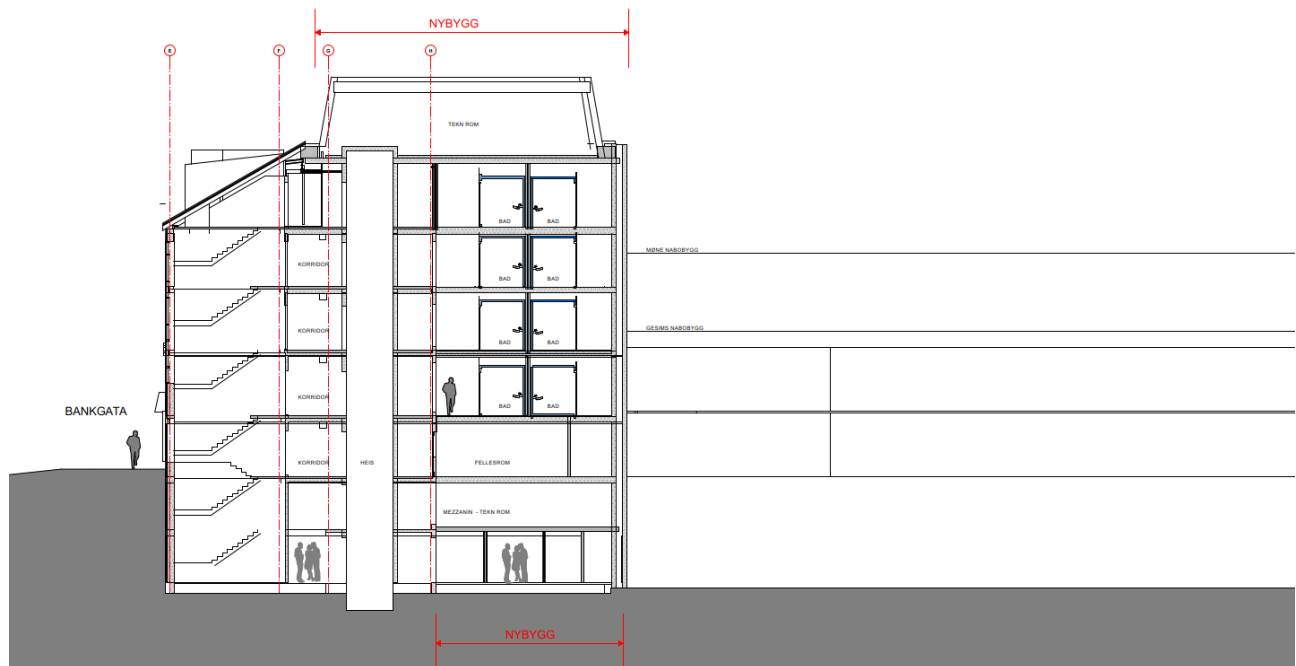 NYBYGG
E
F
G
H
TEKN ROM
BAD
BAD
MØNE NABOBYGG
KORRIDOR
BAD
BAD
GESIMS NABOBYGG
KORRIDOR
BAD
BAD
KORRIDOR
BAD
BAD
BANKGATA
KORRIDOR
HEIS
FELLESROM
MEZZANIN - TEKN ROM
NYBYGG